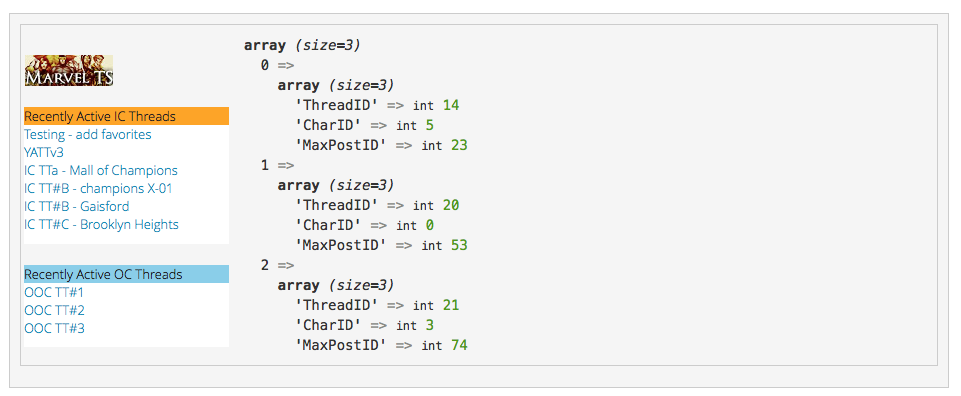 MARVEL TS
Recently Active IC Threads
Testing - add favorites
YATTv3
IC TTa - Mall of Champions
IC TT#B - champions X-01
IC TT#B - Gaisford
IC TT#C - Brooklyn Heights
Recently Active OC Threads
OOC TT#1
OOC TT#2
OOC TT#3
array (size=3)
0 =>
array (size=3)
'ThreadID' => int 14
'CharID' => int 5
'MaxPostID' => int 23
1 =>
array (size=3)
'ThreadID' => int 20
'CharID' => int 0
'MaxPostID' => int 53
2 =>
array (size=3)
'ThreadID' => int 21
'CharID' => int 3
'MaxPostID' => int 74